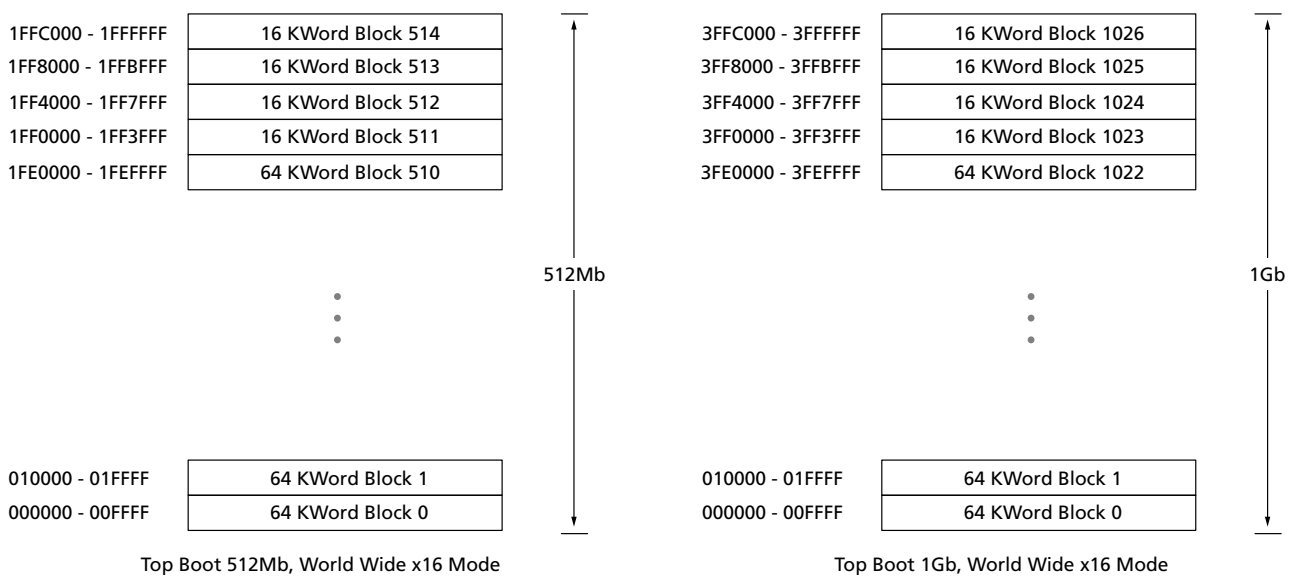 1FFC000 - 1FFFFFF 16 KWord Block 514
1FF8000 - 1FFBFFF 16 KWord Block 513
1FF4000 - 1FF7FFF 16 KWord Block 512
1FF0000 - 1FF3FFF 16 KWord Block 511
1FE0000 - 1FEFFFF 64 KWord Block 510
512Mb
010000 - 01FFFF 64 KWord Block 1
000000 - 00FFFF 64 KWord Block 0
Top Boot 512Mb, World Wide x16 Mode
3FFC000 - 3FFFFFF 16 KWord Block 1026
3FF8000 - 3FFBFFF 16 KWord Block 1025
3FF4000 - 3FF7FFF 16 KWord Block 1024
3FF0000 - 3FF3FFF 16 KWord Block 1023
3FE0000 - 3FEFFFF 64 KWord Block 1022
1Gb
010000 - 01FFFF 64 KWord Block 1
000000 - 00FFFF 64 KWord Block 0
Top Boot 1Gb, World Wide x16 Mode